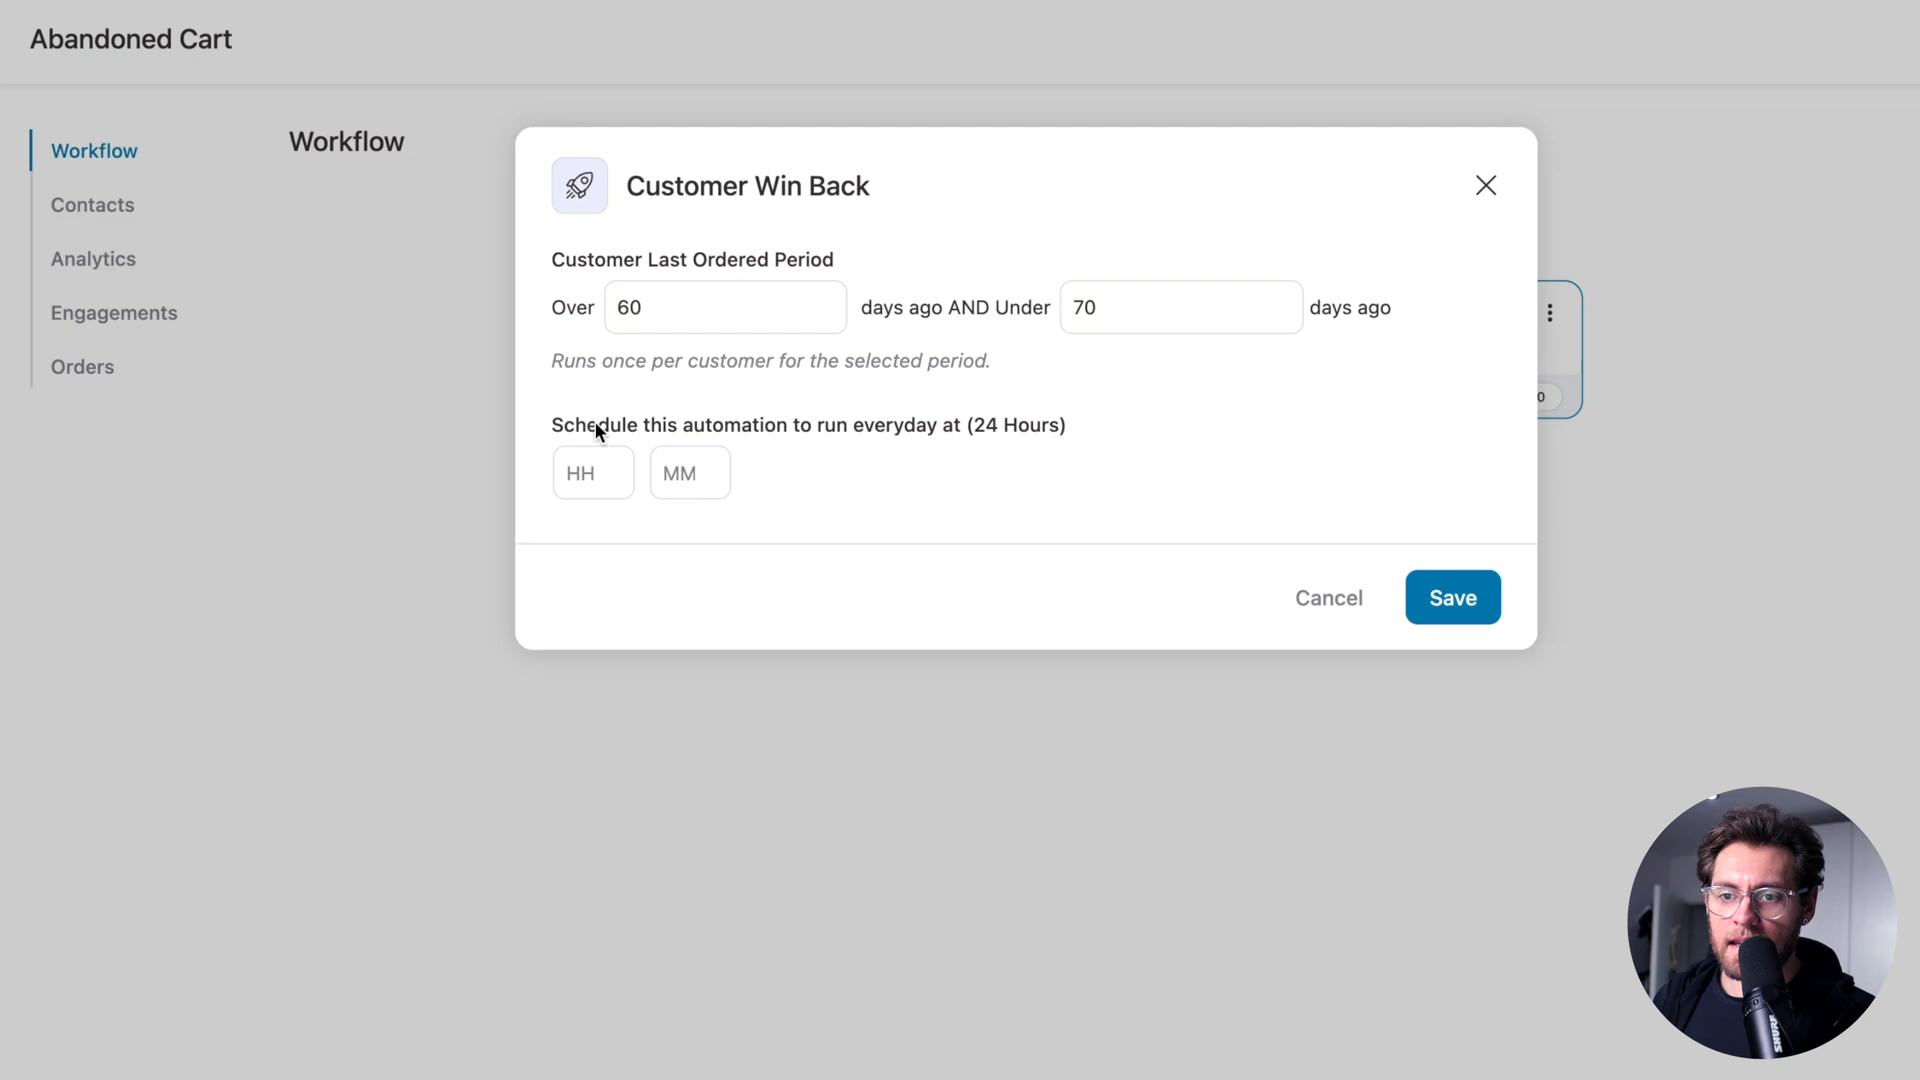 Abandoned Cart
Workflow
Contacts
Analytics
Engagements
Orders
Workflow
Customer Win Back
Customer Last Ordered Period
Over 60 days ago AND Under 70 days ago
Runs once per customer for the selected period.
Schedule this automation to run everyday at (24 Hours)
HH MM
Cancel Save
0
SHURE